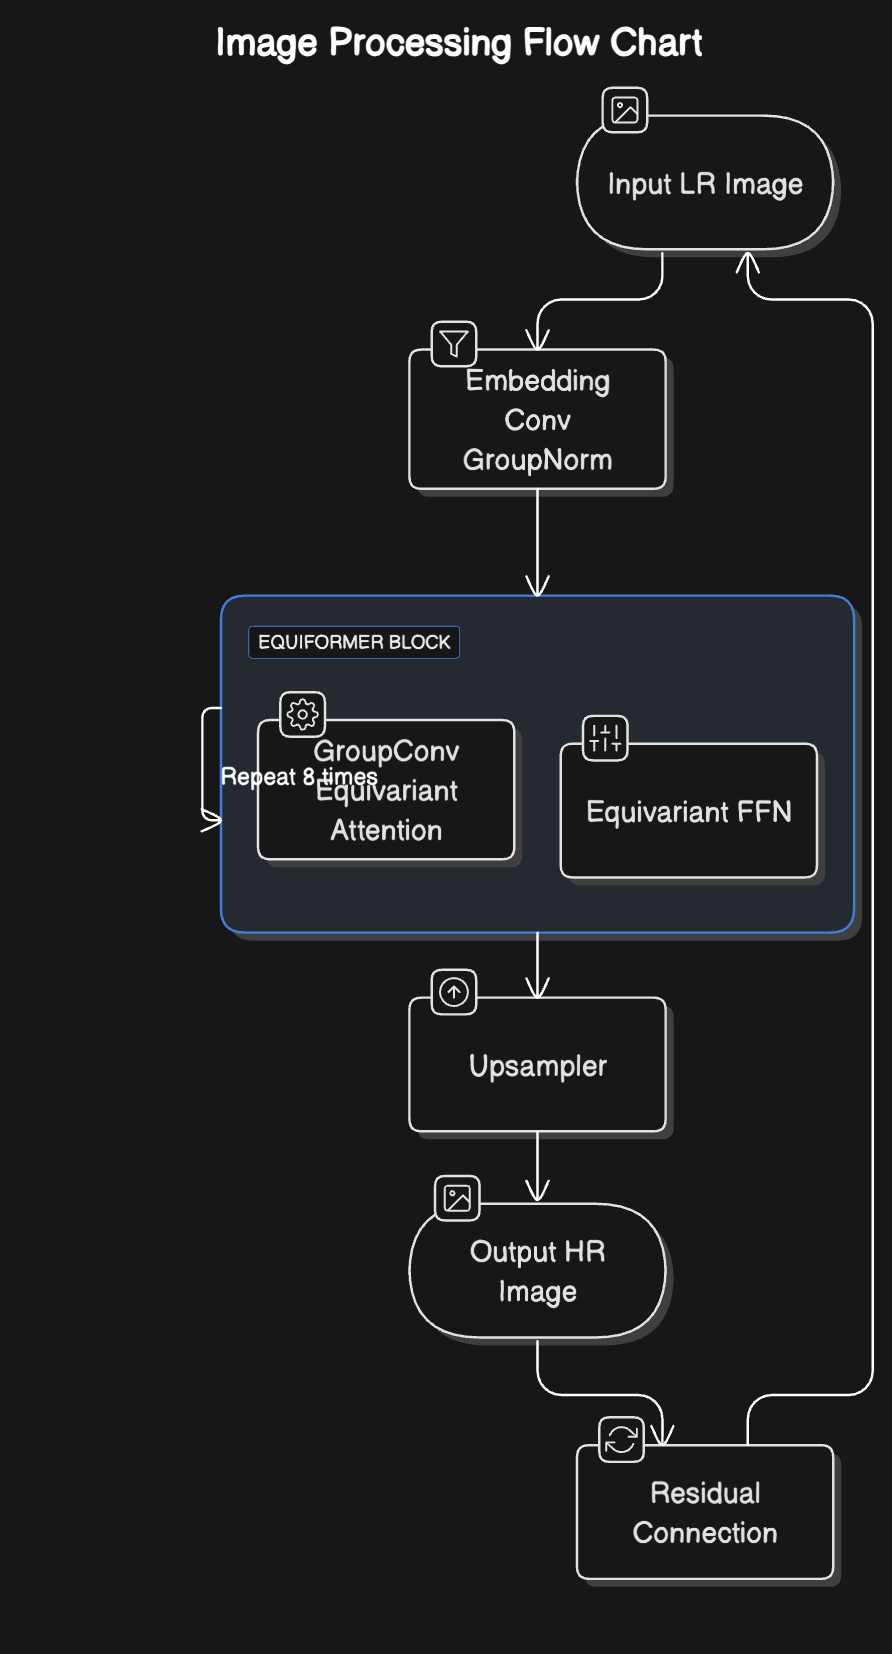 Image Processing Flow Chart
Input LR Image
Embedding
Conv
GroupNorm
EQUIFORMER BLOCK
GroupConv
Equivariant
Attention
Repeat 8 times
Equivariant FFN
Upsampler
Output HR
Image
Residual
Connection